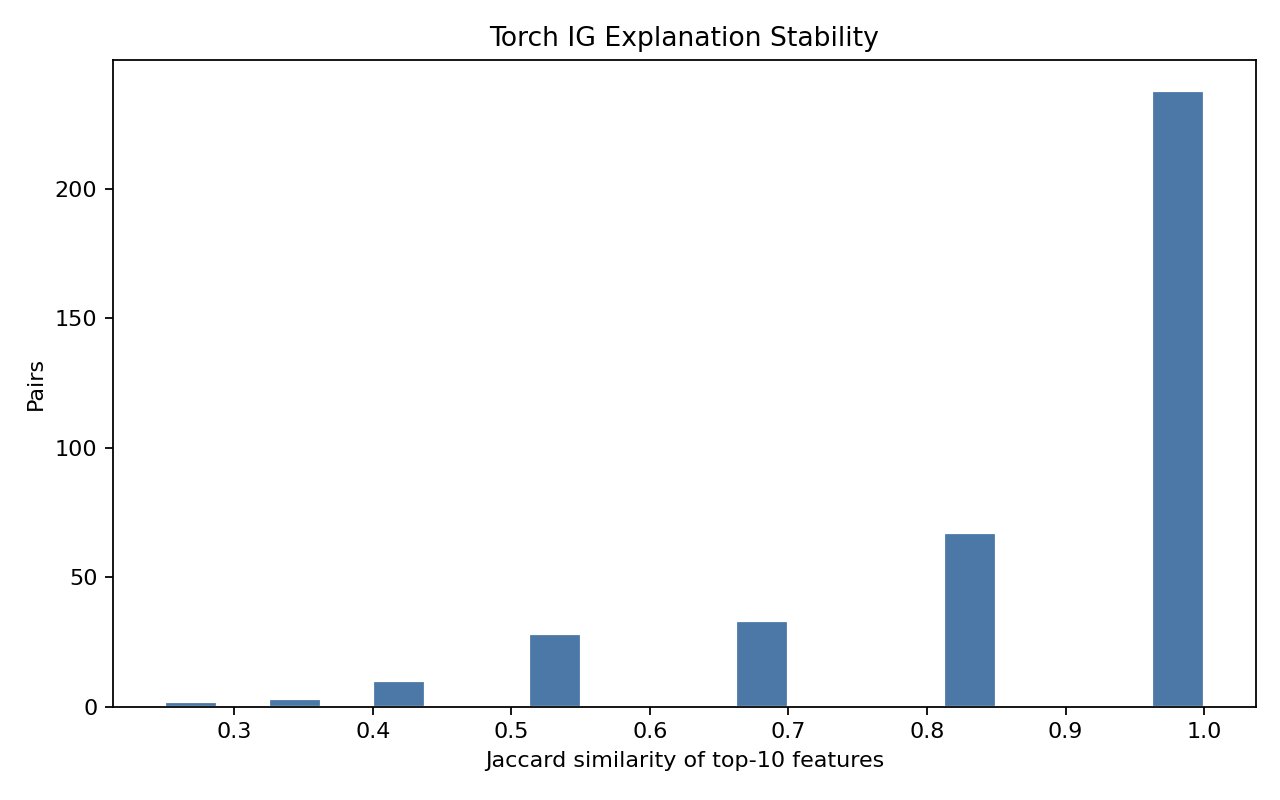 Torch IG Explanation Stability
Pairs
200
150
100
50
0
0.3 0.4 0.5 0.6 0.7 0.8 0.9 1.0
Jaccard similarity of top-10 features